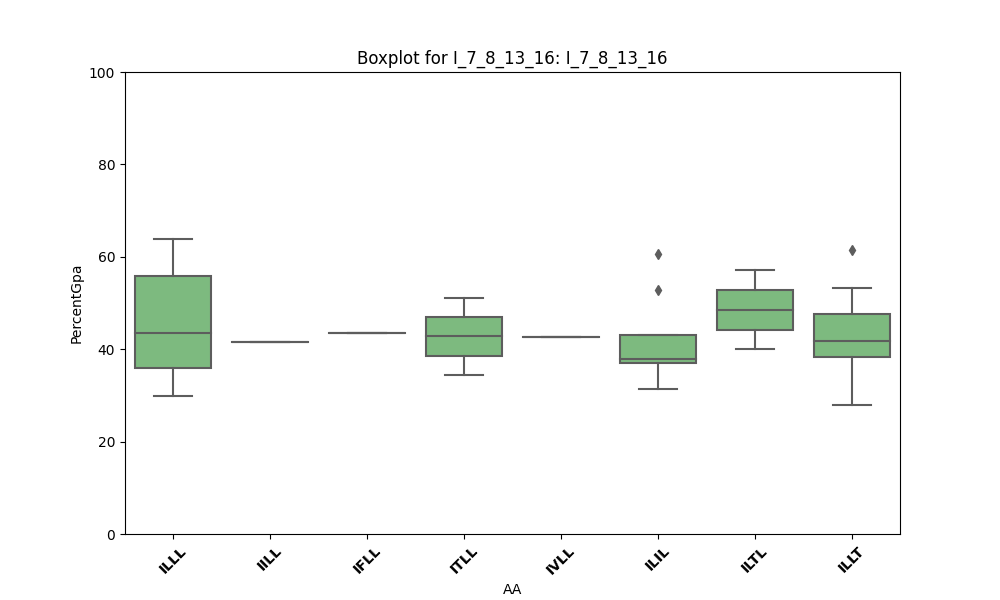 Boxplot for I_7_8_13_16: I_7_8_13_16
100
80
60
40
20
0
PercentGpa
ILLL
IILL
IFLL
ITLL
IVLL
ILIL
ILTL
ILLT
AA